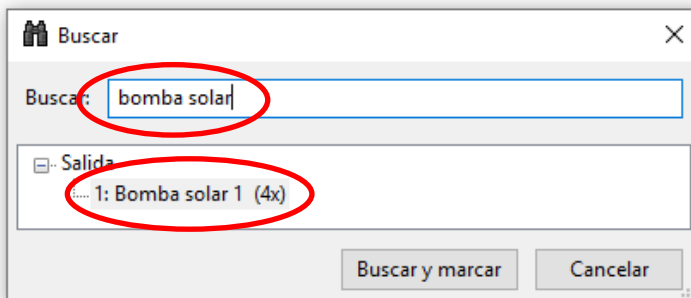 Buscar
Buscar: bomba solar
Salida
1: Bomba solar 1 (4x)
Buscar y marcar Cancelar